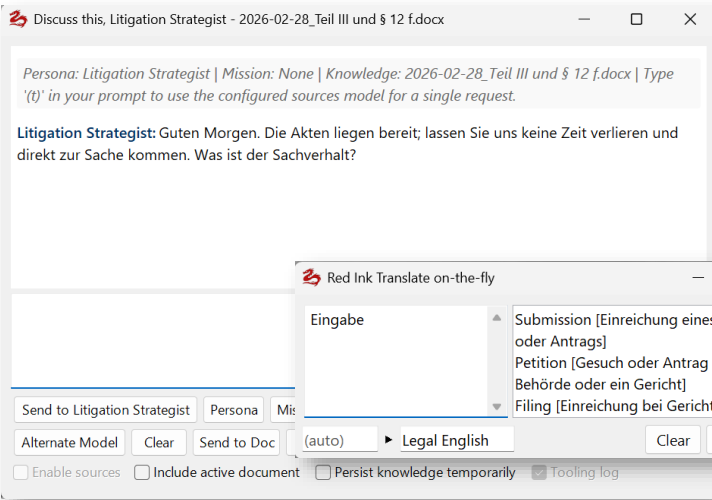 Discuss this, Litigation Strategist - 2026-02-28_Teil III und § 12 f.docx
Persona: Litigation Strategist | Mission: None | Knowledge: 2026-02-28_Teil III und § 12 f.docx | Type
'(t)' in your prompt to use the configured sources model for a single request.
Litigation Strategist: Guten Morgen. Die Akten liegen bereit; lassen Sie uns keine Zeit verlieren und
direkt zur Sache kommen. Was ist der Sachverhalt?
Red Ink Translate on-the-fly
Eingabe
Submission [Einreichung eines
oder Antrags]
Petition [Gesuch oder Antrag
Behörde oder ein Gericht]
Filing [Einreichung bei Gericht
Send to Litigation Strategist Persona
Alternate Model Clear Send to Doc
(auto) Legal English Clear
Enable sources Include active document Persist knowledge temporarily Tooling log